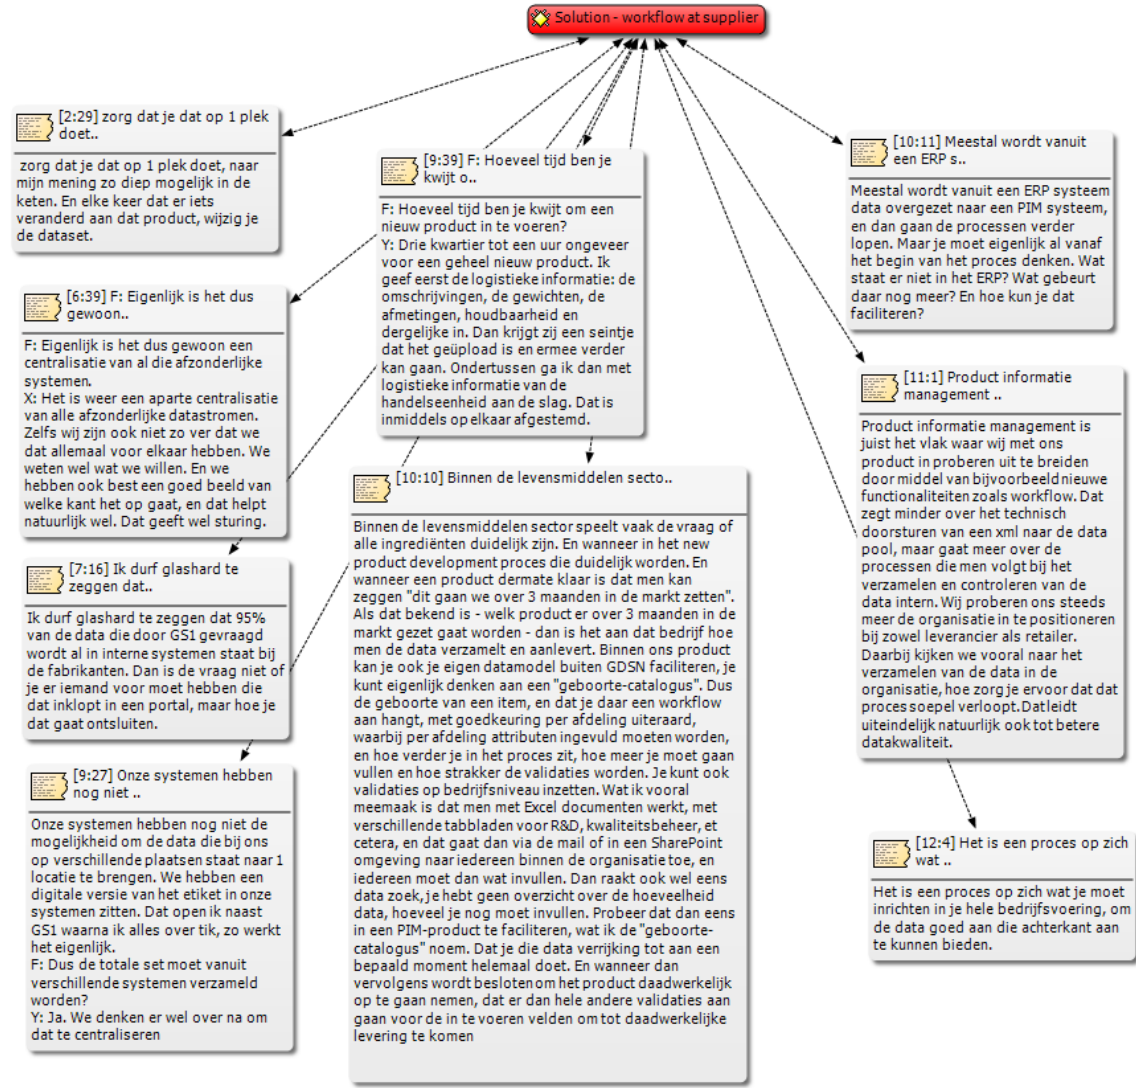 Solution - workflow at supplier
[2:29] zorg dat je dat op 1 plek
doet..
zorg dat je dat op 1 plek doet, naar
mijn mening zo diep mogelijk in de
keten. En elke keer dat er iets
veranderd aan dat product, wijzig je
de dataset.
[6:39] F: Eigenlijk is het dus
gewoon..
F: Eigenlijk is het dus gewoon een
centralisatie van al die afzonderlijke
systemen.
X: Het is weer een aparte centralisatie
van alle afzonderlijke datastromen.
Zelfs wij zijn ook niet zo ver dat we
dat allemaal voor elkaar hebben. We
weten wel wat we willen. En we
hebben ook best een goed beeld van
welke kant het op gaat, en dat helpt
natuurlijk wel. Dat geeft wel sturing.
[7:16] Ik durf glashard te
zeggen dat..
Ik durf glashard te zeggen dat 95%
van de data die door GS1 gevraagd
wordt al in interne systemen staat bij
de fabrikanten. Dan is de vraag niet of
je er iemand voor moet hebben die
dat inklopt in een portal, maar hoe je
dat gaat ontsluiten.
[9:27] Onze systemen hebben
nog niet ..
Onze systemen hebben nog niet de
mogelijkheid om de data die bij ons
op verschillende plaatsen staat naar 1
locatie te brengen. We hebben een
digitale versie van het etiket in onze
systemen zitten. Dat open ik naast
GS1 waarna ik alles over tik, zo werkt
het eigenlijk.
F: Dus de totale set moet vanuit
verschillende systemen verzameld
worden?
Y: Ja. We denken er wel over na om
dat te centraliseren
[9:39] F: Hoeveel tijd ben je
kwijt o..
F: Hoeveel tijd ben je kwijt om een
nieuw product in te voeren?
Y: Drie kwartier tot een uur ongeveer
voor een geheel nieuw product. Ik
geef eerst de logistieke informatie: de
omschrijvingen, de gewichten, de
afmetingen, houdbaarheid en
dergelijke in. Dan krijgt zij een seintje
dat het geüpload is en ermee verder
kan gaan. Ondertussen ga ik dan met
logistieke informatie van de
handelseenheid aan de slag. Dat is
inmiddels op elkaar afgestemd.
[10:10] Binnen de levensmiddelen secto..
Binnen de levensmiddelen sector speelt vaak de vraag of
alle ingrediënten duidelijk zijn. En wanneer in het new
product development proces die duidelijk worden. En
wanneer een product dermate klaar is dat men kan
zeggen "dit gaan we over 3 maanden in de markt zetten".
Als dat bekend is - welk product er over 3 maanden in de
markt gezet gaat worden - dan is het aan dat bedrijf hoe
men de data verzamelt en aanlevert. Binnen ons product
kan je ook je eigen datamodel buiten GDSN faciliteren, je
kunt eigenlijk denken aan een "geboorte-catalogus". Dus
de geboorte van een item, en dat je daar een workflow
aan hangt, met goedkeuring per afdeling uiteraard,
waarbij per afdeling attributen ingevuld moeten worden,
en hoe verder je in het proces zit, hoe meer je moet gaan
vullen en hoe strakker de validaties worden. Je kunt ook
validaties op bedrijfsniveau inzetten. Wat ik vooral
meemaak is dat men met Excel documenten werkt, met
verschillende tabbladen voor R&D, kwaliteitsbeheer, et
cetera, en dat gaat dan via de mail of in een SharePoint
omgeving naar iedereen binnen de organisatie toe, en
iedereen moet dan wat invullen. Dan raakt ook wel eens
data zoek, je hebt geen overzicht over de hoeveelheid
data, hoeveel je nog moet invullen. Probeer dat dan eens
in een PIM-product te faciliteren, wat ik de "geboorte-
catalogus" noem. Dat je die data verrijking tot aan een
bepaald moment helemaal doet. En wanneer dan
vervolgens wordt besloten om het product daadwerkelijk
op te gaan nemen, dat er dan hele andere validaties aan
gaan voor de in te voeren velden om tot daadwerkelijke
levering te komen
[10:11] Meestal wordt vanuit
een ERP s..
Meestal wordt vanuit een ERP systeem
data overgezet naar een PIM systeem,
en dan gaan de processen verder
lopen. Maar je moet eigenlijk al vanaf
het begin van het proces denken. Wat
staat er niet in het ERP? Wat gebeurt
daar nog meer? En hoe kun je dat
faciliteren?
[11:1] Product informatie
management ..
Product informatie management is
juist het vlak waar wij met ons
product in proberen uit te breiden
door middel van bijvoorbeeld nieuwe
functionaliteiten zoals workflow. Dat
zegt minder over het technisch
doorsturen van een xml naar de data
pool, maar gaat meer over de
processen die men volgt bij het
verzamelen en controleren van de
data intern. Wij proberen ons steeds
meer de organisatie in te positioneren
bij zowel leverancier als retailer.
Daarbij kijken we vooral naar het
verzamelen van de data in de
organisatie, hoe zorg je ervoor dat dat
proces soepel verloopt. Dat leidt
uiteindelijk natuurlijk ook tot betere
datakwaliteit.
[12:4] Het is een proces op zich
wat ..
Het is een proces op zich wat je moet
inrichten in je hele bedrijfsvoering, om
de data goed aan die achterkant aan
te kunnen bieden.